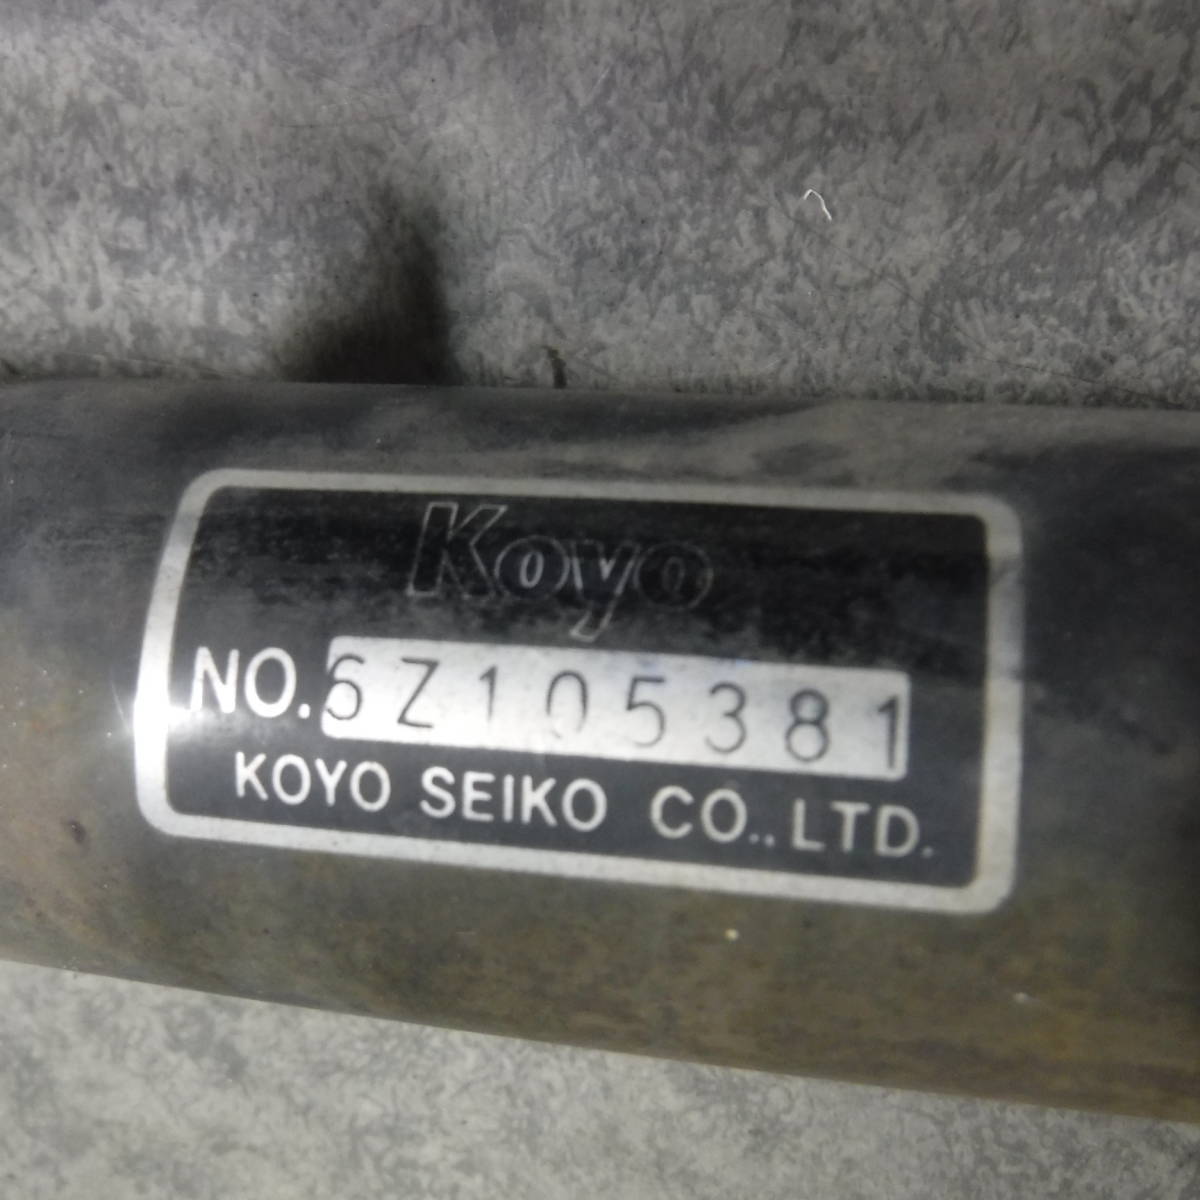 Koyo
NO. 6Z105381
KOYO SEIKO CO., LTD.